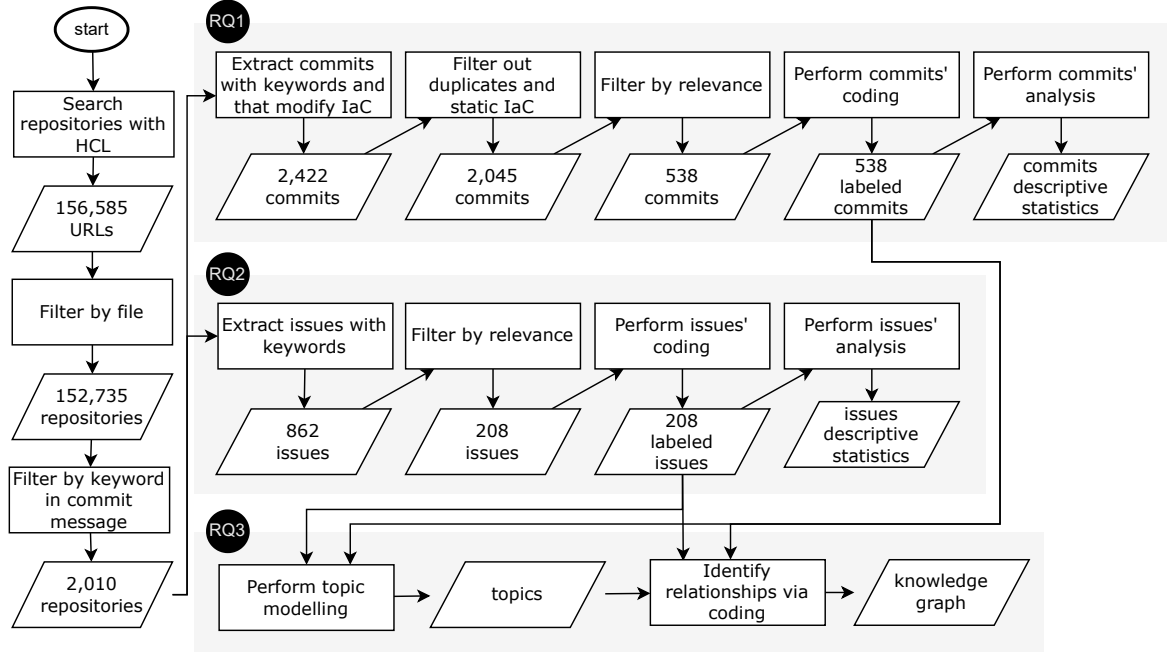 start
Search
repositories with
HCL
156,585
URLs
Filter by file
152,735
repositories
Filter by keyword
in commit
message
2,010
repositories
RQ1
Extract commits
with keywords and
that modify IaC
2,422
commits
Filter out
duplicates and
static IaC
2,045
commits
Filter by relevance
538
commits
Perform commits'
coding
538
labeled
commits
Perform commits'
analysis
commits
descriptive
statistics
RQ2
Extract issues with
keywords
862
issues
Filter by relevance
208
issues
Perform issues'
coding
208
labeled
issues
Perform issues'
analysis
issues
descriptive
statistics
RQ3
Perform topic
modelling
topics
Identify
relationships via
coding
knowledge
graph